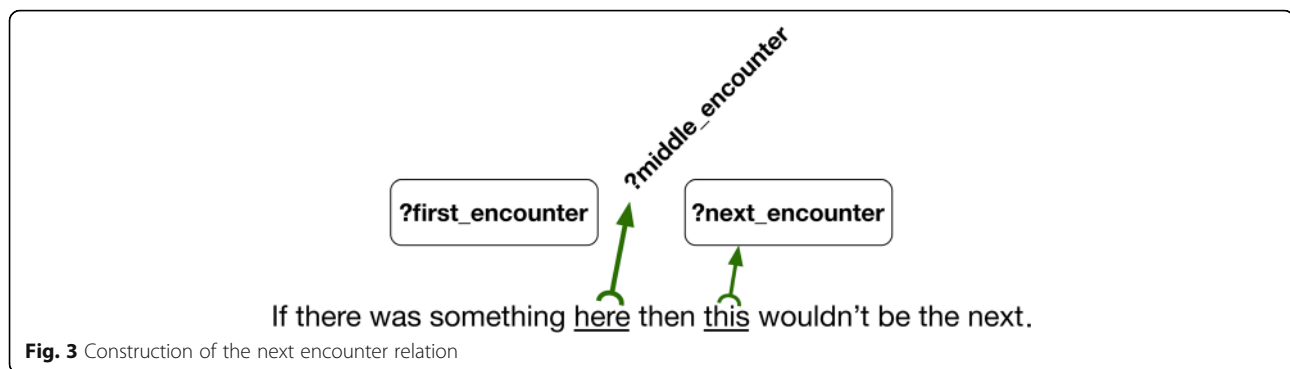 ?middle_encounter
?first_encounter
?next_encounter
If there was something here then this wouldn't be the next.
Fig. 3 Construction of the next encounter relation